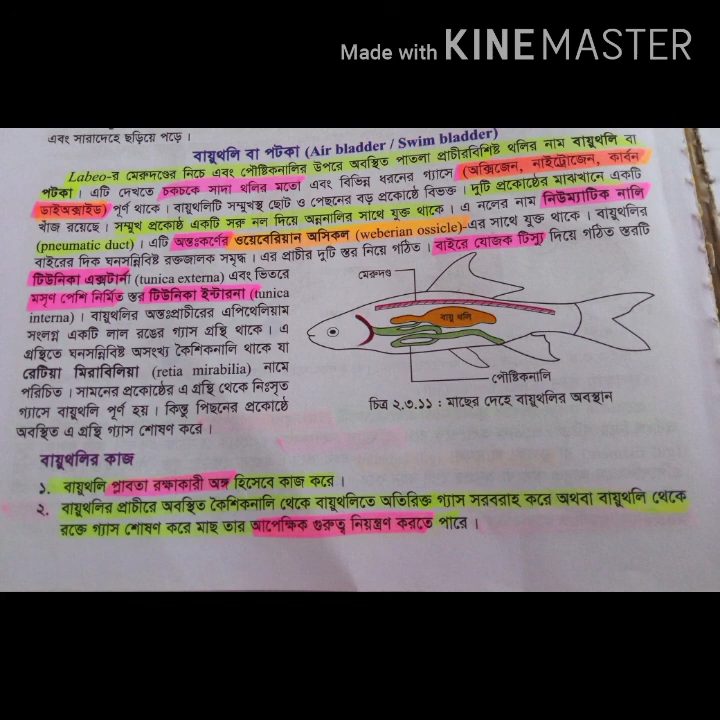 Made with KINEMASTER
এবং সারাদেহে ছড়িয়ে পড়ে ।
বায়ুথলি বা পটকা (Air bladder / Swim bladder)
Labeo-র মেরুদণ্ডের নিচে এবং পৌষ্টিকনালির উপরে অবস্থিত পাতলা প্রাচীরবিশিষ্ট থলির নাম বায়ুথলি বা
পটকা । এটি দেখতে চকচকে সাদা থলির মতো এবং বিভিন্ন ধরনের গ্যাসে (অক্সিজেন, নাইট্রোজেন, কার্বন
ডাইঅক্সাইড) পূর্ণ থাকে । বায়ুথলিটি সম্মুখস্থ ছোট ও পেছনের বড় প্রকোষ্ঠে বিভক্ত । দুটি প্রকোষ্ঠের মাঝখানে একটি
খাঁজ রয়েছে । সম্মুখ প্রকোষ্ঠ একটি সরু নল দিয়ে অন্ননালির সাথে যুক্ত থাকে । এ নলের নাম নিউম্যাটিক নালি
(pneumatic duct) । এটি অন্তঃকর্ণের ওয়েবেরিয়ান অসিকল (weberian ossicle)-এর সাথে যুক্ত থাকে । বায়ুথলির
বাইরের দিক ঘনসন্নিবিষ্ট রক্তজালক সমৃদ্ধ । এর প্রাচীর দুটি স্তর নিয়ে গঠিত । বাইরে যোজক টিস্যু দিয়ে গঠিত স্তরটি
টিউনিকা এক্সটার্না (tunica externa) এবং ভিতরে
মসৃণ পেশি নির্মিত স্তর টিউনিকা ইন্টারনা (tunica
interna) । বায়ুথলির অন্তঃপ্রাচীরের এপিথেলিয়াম
সংলগ্ন একটি লাল রঙের গ্যাস গ্রন্থি থাকে । এ
গ্রন্থিতে ঘনসন্নিবিষ্ট অসংখ্য কৈশিকনালি থাকে যা
রেটিয়া মিরাবিলিয়া (retia mirabilia) নামে
পরিচিত । সামনের প্রকোষ্ঠের এ গ্রন্থি থেকে নিঃসৃত
গ্যাসে বায়ুথলি পূর্ণ হয় । কিন্তু পিছনের প্রকোষ্ঠে
অবস্থিত এ গ্রন্থি গ্যাস শোষণ করে ।
মেরুদণ্ড
বায়ু থলি
পৌষ্টিকনালি
চিত্র ২.৩.১১ : মাছের দেহে বায়ুথলির অবস্থান
বায়ুথলির কাজ
১. বায়ুথলি প্লাবতা রক্ষাকারী অঙ্গ হিসেবে কাজ করে ।
২. বায়ুথলির প্রাচীরে অবস্থিত কৈশিকনালি থেকে বায়ুথলিতে অতিরিক্ত গ্যাস সরবরাহ করে অথবা বায়ুথলি থেকে
রক্তে গ্যাস শোষণ করে মাছ তার আপেক্ষিক গুরুত্ব নিয়ন্ত্রণ করতে পারে ।